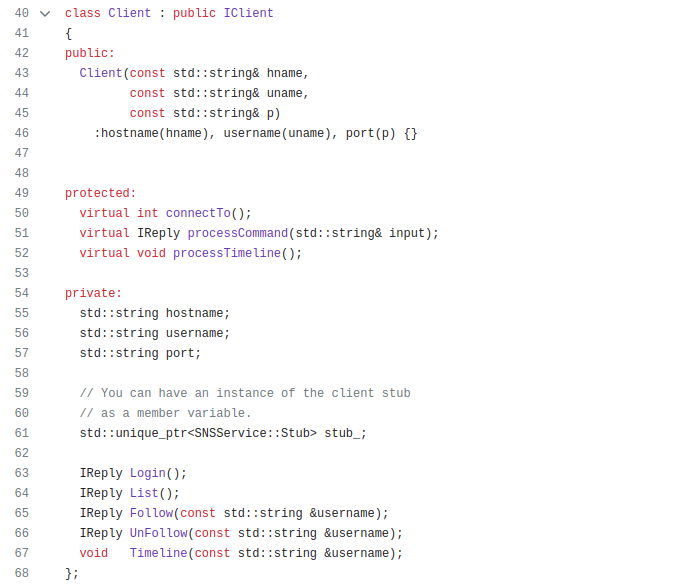 40 class Client : public IClient
41 {
42 public:
43 Client(const std::string& hname,
44 const std::string& uname,
45 const std::string& p)
46 :hostname(hname), username(uname), port(p) {}
47
48
49 protected:
50 virtual int connectTo();
51 virtual IReply processCommand(std::string& input);
52 virtual void processTimeline();
53
54 private:
55 std::string hostname;
56 std::string username;
57 std::string port;
58
59 // You can have an instance of the client stub
60 // as a member variable.
61 std::unique_ptr<SNSService::Stub> stub_;
62
63 IReply Login();
64 IReply List();
65 IReply Follow(const std::string &username);
66 IReply UnFollow(const std::string &username);
67 void   Timeline(const std::string &username);
68 };